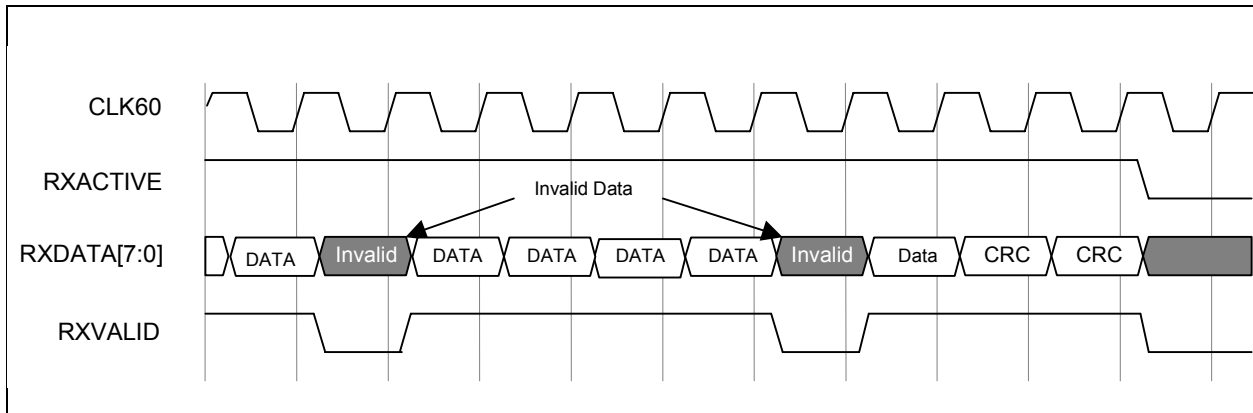 CLK60
RXACTIVE
Invalid Data
RXDATA[7:0] DATA Invalid DATA DATA DATA DATA Invalid Data CRC CRC
RXVALID